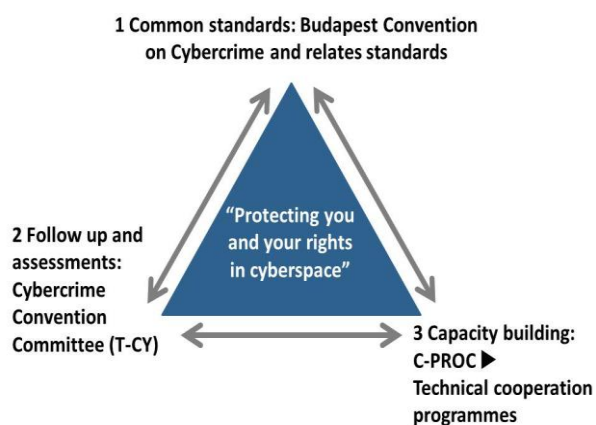 1 Common standards: Budapest Convention
on Cybercrime and relates standards
“Protecting you
and your rights
in cyberspace”
2 Follow up and
assessments:
Cybercrime
Convention
Committee (T-CY)
3 Capacity building:
C-PROC ▶
Technical cooperation
programmes